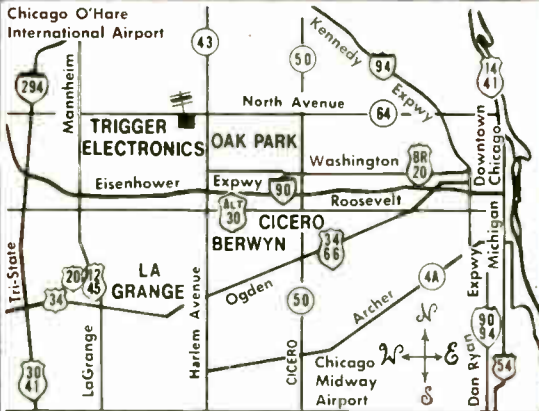 Chicago O'Hare
International Airport
43
50
Kennedy
Expwy
94
14
41
294
Mannheim
North Avenue
64
TRIGGER
ELECTRONICS
OAK PARK
Washington
BR
20
Downtown
Chicago
Eisenhower
Expwy
90
Roosevelt
ALT
30
CICERO
BERWYN
34
66
Tri-State
20
12
45
LA
GRANGE
34
Harlem Avenue
Ogden
50
Archer
4A
Expwy
Michigan
N
W
E
S
90
94
30
41
LaGrange
CICERO
Chicago
Midway
Airport
Dan Ryan
54